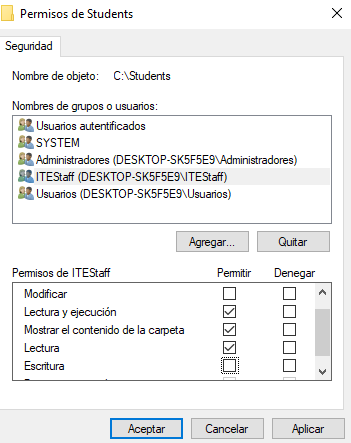 Permisos de Students
Seguridad
Nombre de objeto: C:\Students
Nombres de grupos o usuarios:
Usuarios autentificados
SYSTEM
Administradores (DESKTOP-SK5F5E9\Administradores)
ITEStaff (DESKTOP-SK5F5E9\ITEStaff)
Usuarios (DESKTOP-SK5F5E9\Usuarios)
Agregar... Quitar
Permisos de ITEStaff Permitir Denegar
Modificar
Lectura y ejecución
Mostrar el contenido de la carpeta
Lectura
Escritura
Aceptar Cancelar Aplicar